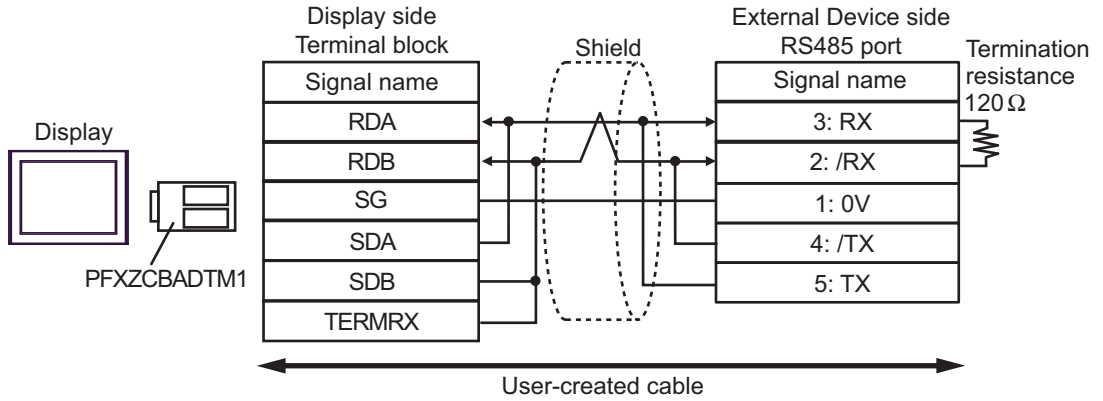 Display side
Terminal block
Signal name
RDA
RDB
SG
SDA
SDB
TERMRX
Shield
External Device side
RS485 port
Signal name
3: RX
2: /RX
1: 0V
4: /TX
5: TX
Termination
resistance
120Ω
Display
PFXZCBADTM1
User-created cable